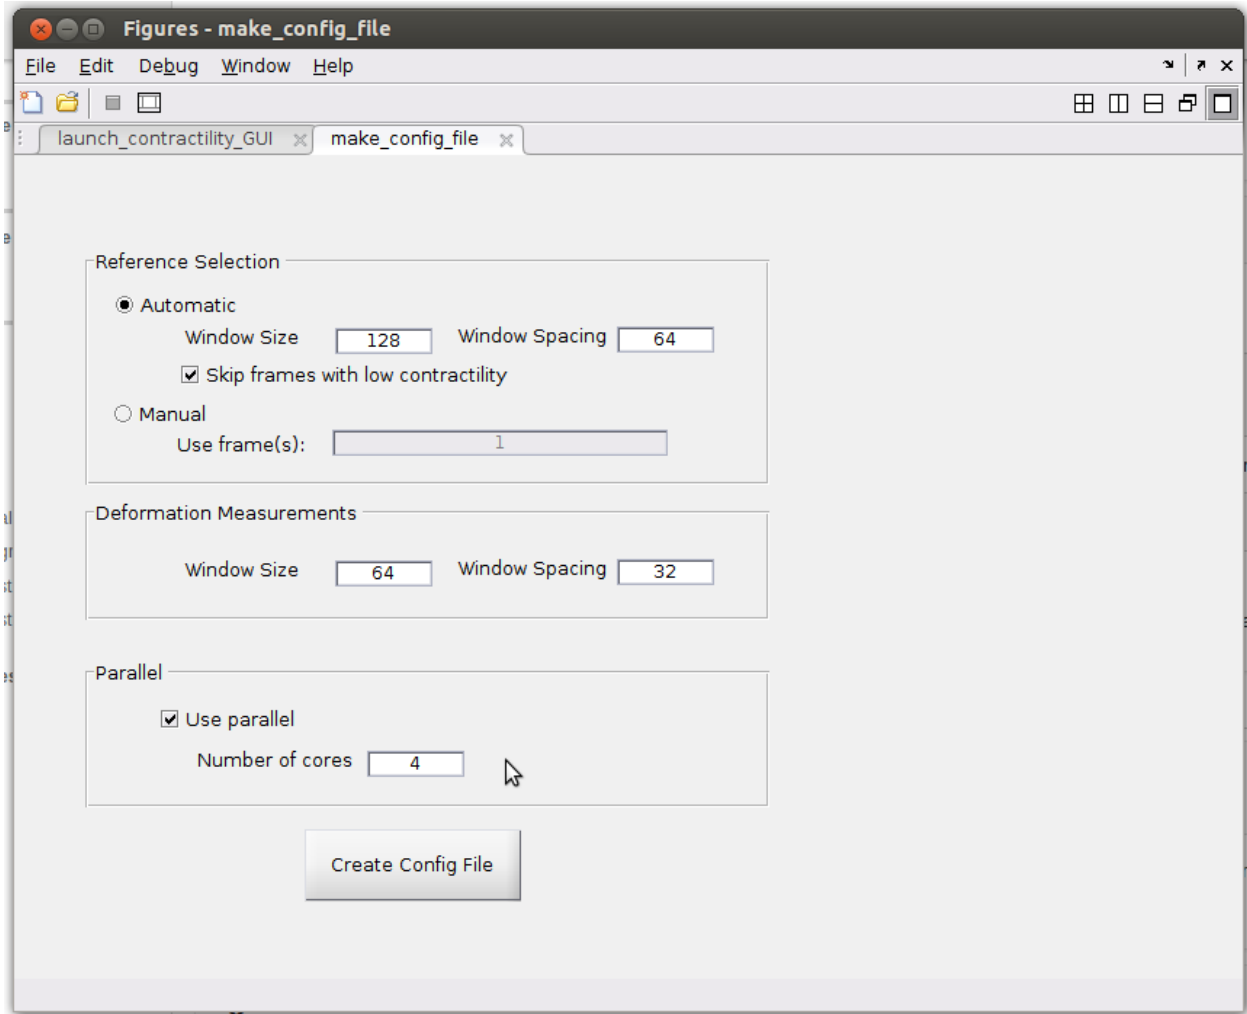 Figures - make_config_file
File Edit Debug Window Help
launch_contractility_GUI make_config_file
Reference Selection
Automatic
Window Size 128 Window Spacing 64
Skip frames with low contractility
Manual
Use frame(s): 1
Deformation Measurements
Window Size 64 Window Spacing 32
Parallel
Use parallel
Number of cores 4
Create Config File